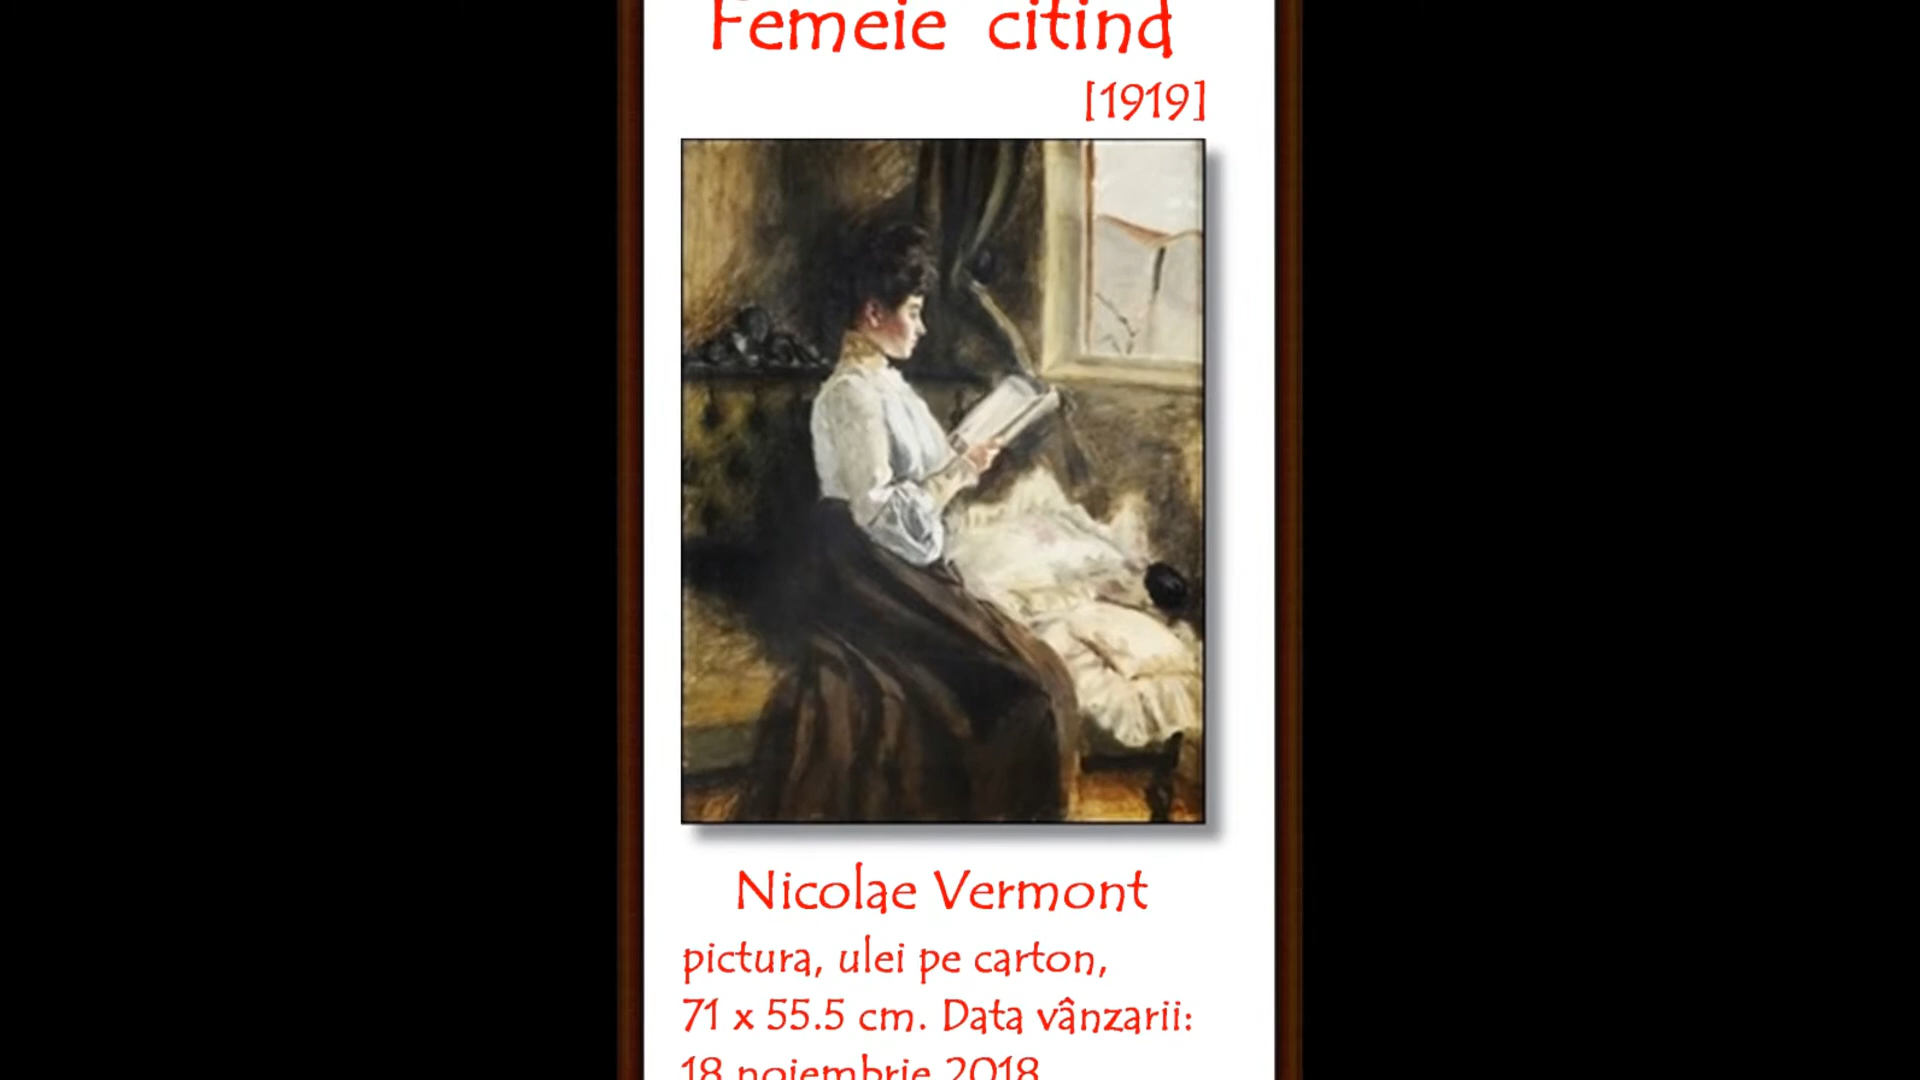 Femeie citind
[1919]
Nicolae Vermont
pictura, ulei pe carton,
71 x 55.5 cm. Data vânzarii:
18 noiembrie 2018